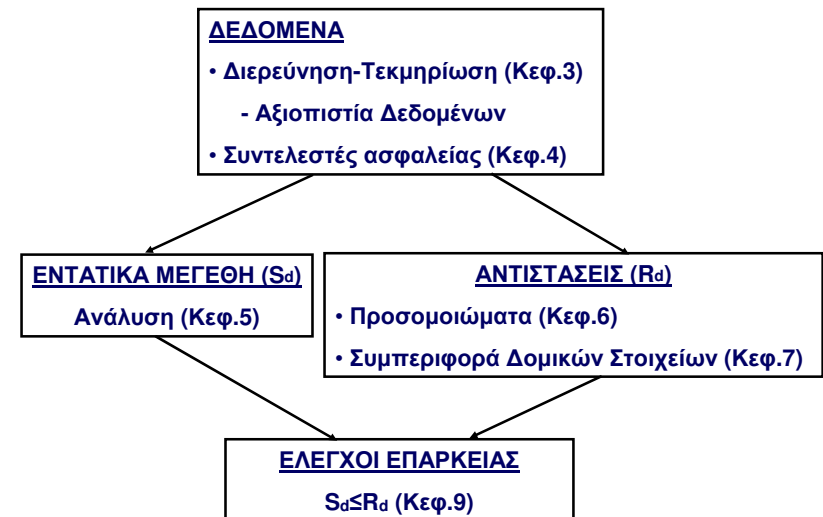 ΔΕΔΟΜΕΝΑ
• Διερεύνηση-Τεκμηρίωση (Κεφ.3)
- Αξιοπιστία Δεδομένων
• Συντελεστές ασφαλείας (Κεφ.4)
ΕΝΤΑΤΙΚΑ ΜΕΓΕΘΗ (Sd)
Ανάλυση (Κεφ.5)
ΑΝΤΙΣΤΑΣΕΙΣ (Rd)
• Προσομοιώματα (Κεφ.6)
• Συμπεριφορά Δομικών Στοιχείων (Κεφ.7)
ΕΛΕΓΧΟΙ ΕΠΑΡΚΕΙΑΣ
Sd≤Rd (Κεφ.9)